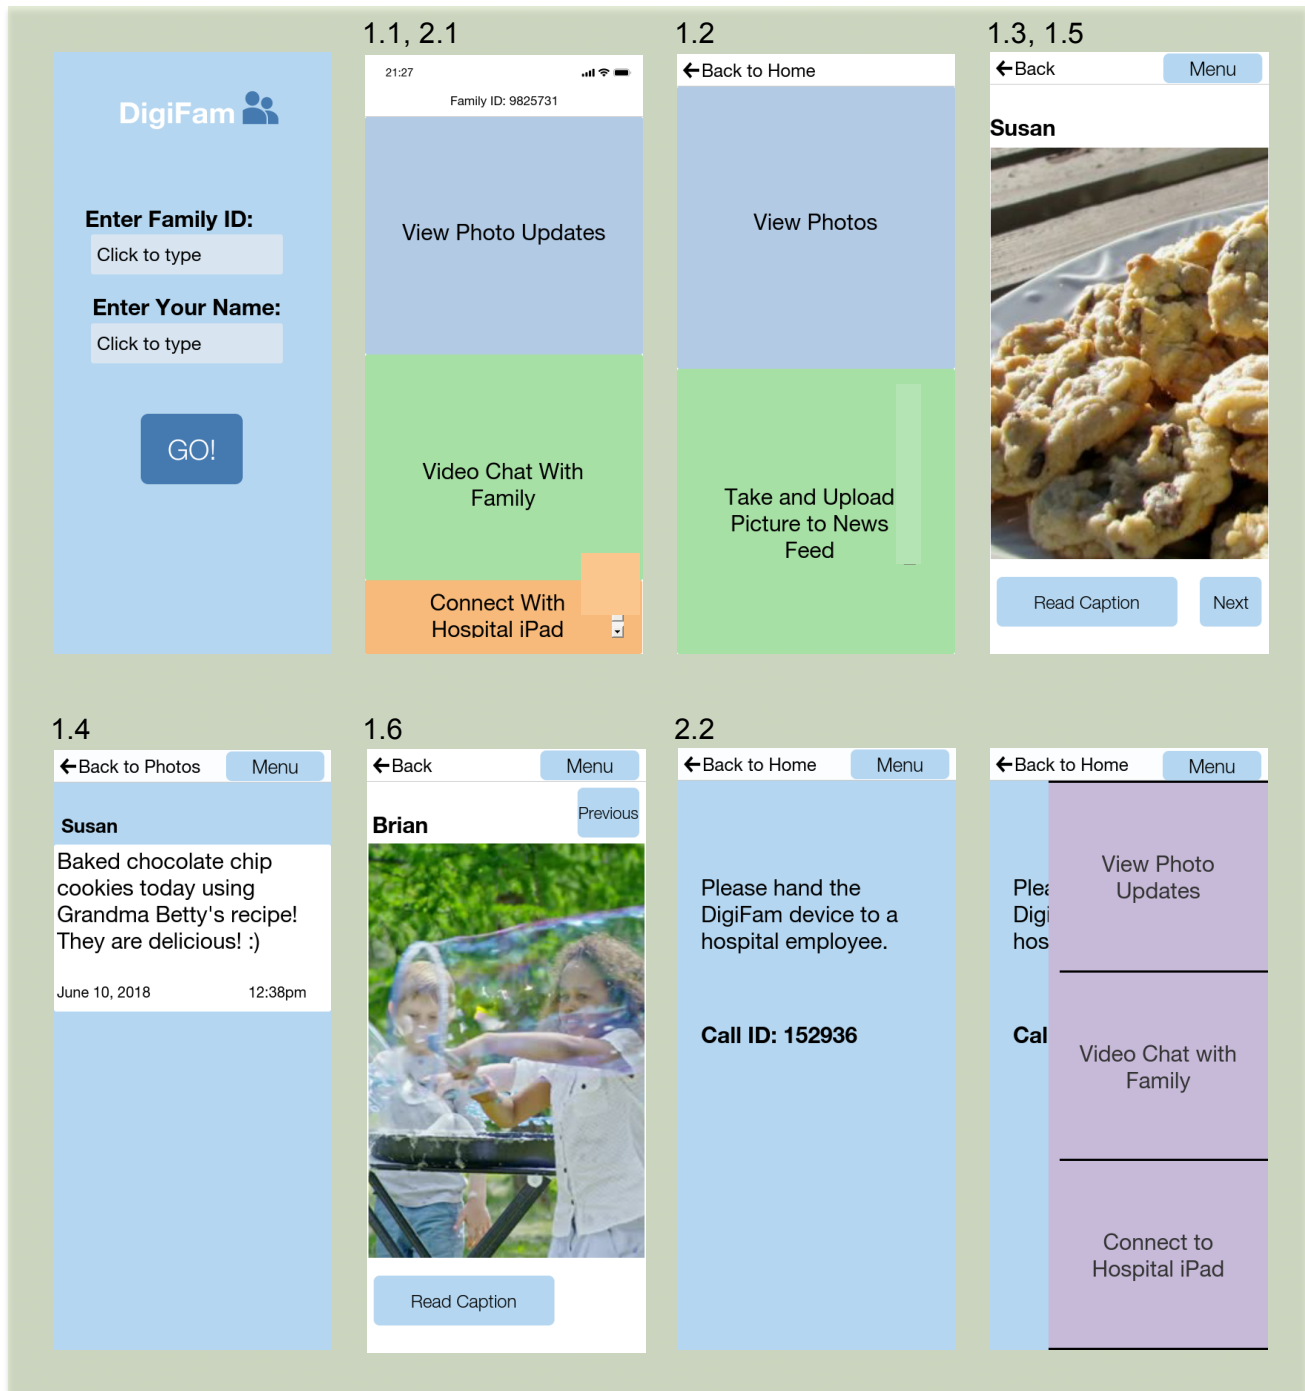 DigiFam
Enter Family ID:
Click to type
Enter Your Name:
Click to type
GO!
1.1, 2.1
21:27
Family ID: 9825731
View Photo Updates
Video Chat With
Family
Connect With
Hospital iPad
1.2
Back to Home
View Photos
Take and Upload
Picture to News
Feed
1.3, 1.5
Back
Menu
Susan
Read Caption
Next
1.4
Back to Photos
Menu
Susan
Baked chocolate chip
cookies today using
Grandma Betty's recipe!
They are delicious! :)
June 10, 2018
12:38pm
1.6
Back
Menu
Previous
Brian
Read Caption
2.2
Back to Home
Menu
Please hand the
DigiFam device to a
hospital employee.
Call ID: 152936
Back to Home
Menu
Plea
Digi
hos
Cal
View Photo
Updates
Video Chat with
Family
Connect to
Hospital iPad